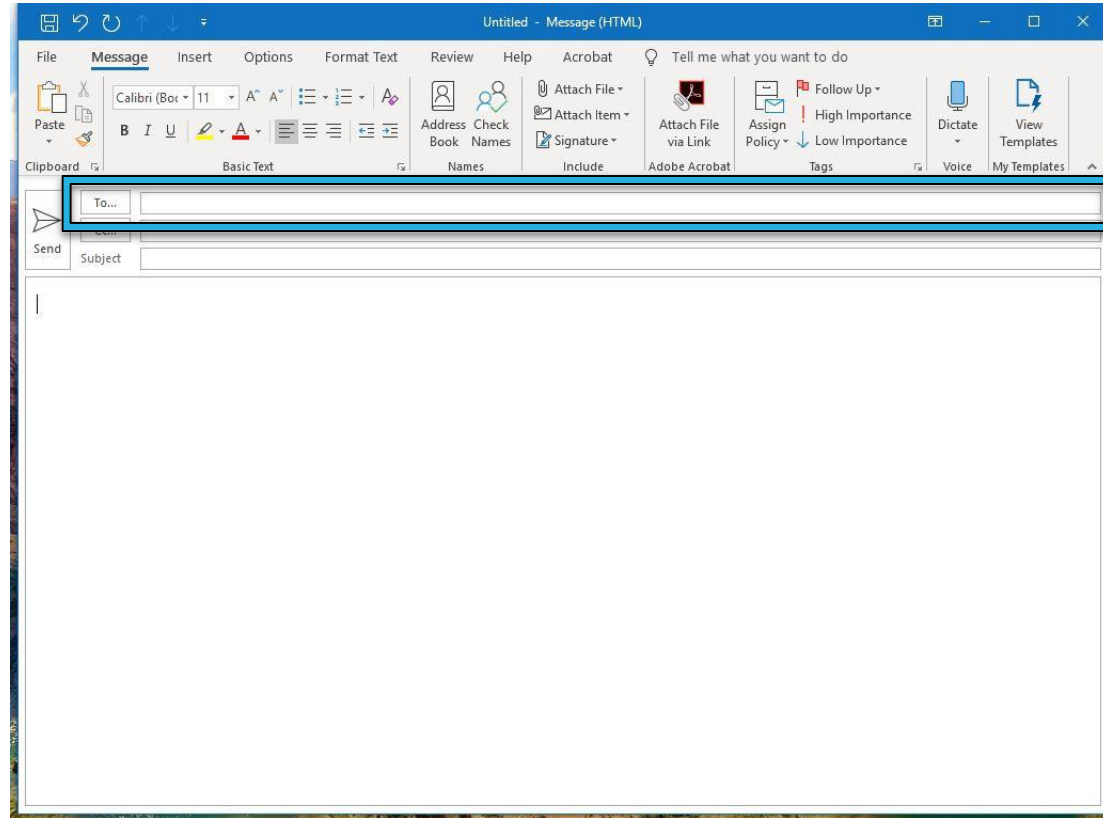 Untitled - Message (HTML)
File Message Insert Options Format Text Review Help Acrobat Tell me what you want to do
Calibri (Boc 11 A^ A˅
Paste
B I U A
Address Book
Check Names
Attach File
Attach Item
Signature
Attach File via Link
Assign Policy
Follow Up
High Importance
Low Importance
Dictate
View Templates
Clipboard Basic Text Names Include Adobe Acrobat Tags Voice My Templates
To...
Send
Subject